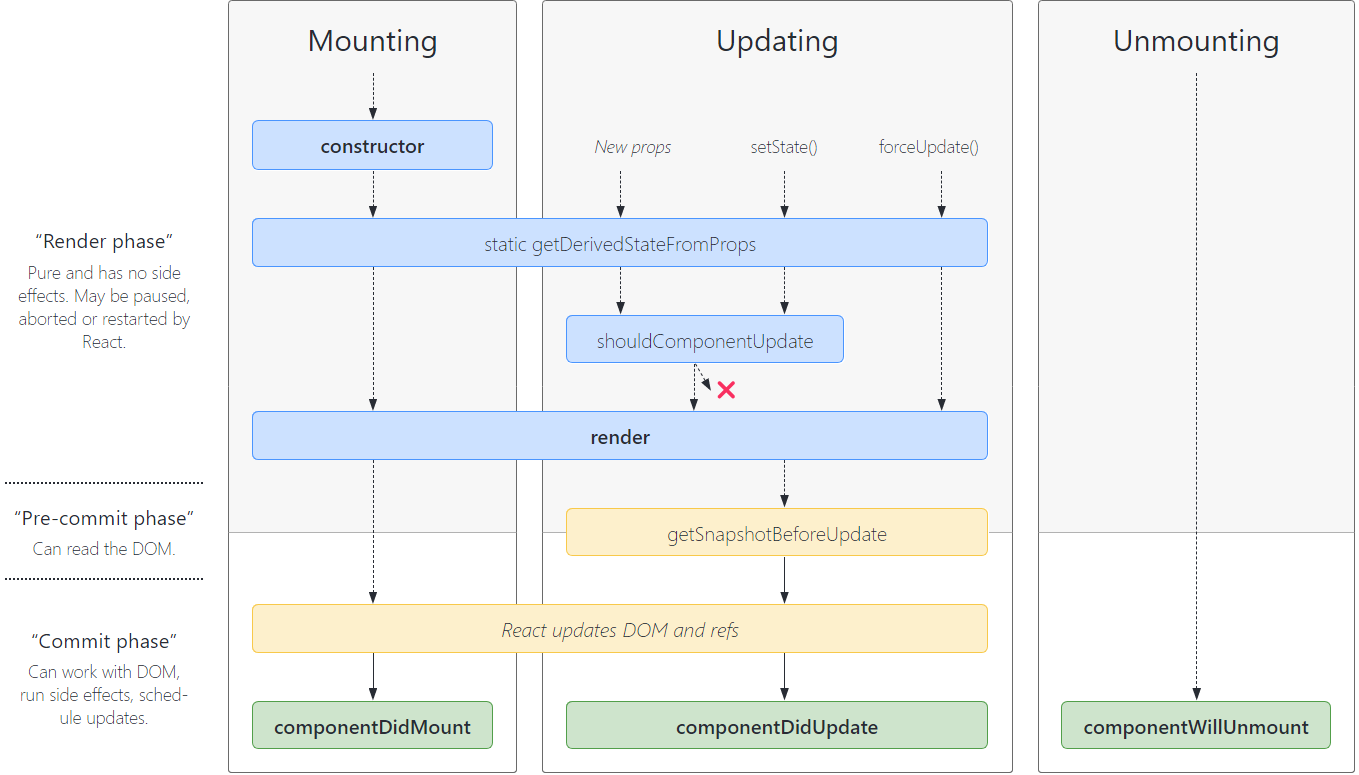 Mounting
Updating
Unmounting
constructor
New props
setState()
forceUpdate()
“Render phase”
Pure and has no side
effects. May be paused,
aborted or restarted by
React.
static getDerivedStateFromProps
shouldComponentUpdate
render
“Pre-commit phase”
Can read the DOM.
getSnapshotBeforeUpdate
“Commit phase”
Can work with DOM,
run side effects, sched-
ule updates.
React updates DOM and refs
componentDidMount
componentDidUpdate
componentWillUnmount